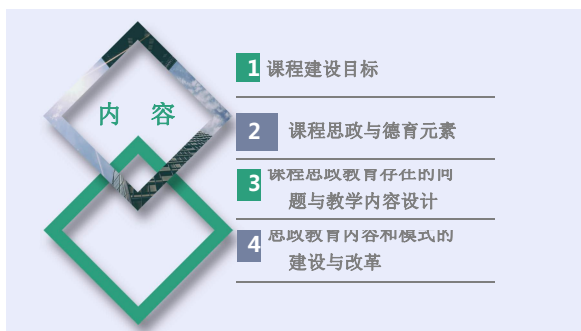 内 容
1 课程建设目标
2 课程思政与德育元素
3 课程思政教育存在的问
题与教学内容设计
4 思政教育内容和模式的
建设与改革